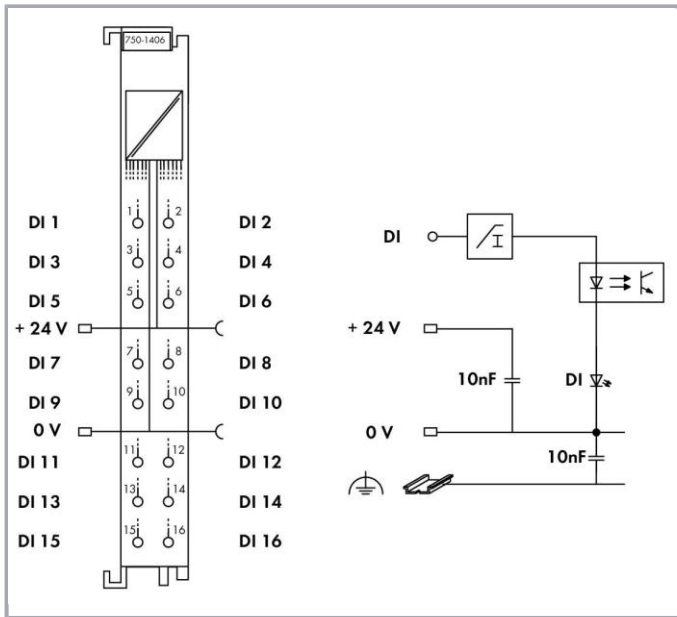 750-1406
DI 1 1 2 DI 2
DI 3 3 4 DI 4
DI 5 5 6 DI 6
+ 24 V
DI 7 7 8 DI 8
DI 9 9 10 DI 10
0 V
DI 11 11 12 DI 12
DI 13 13 14 DI 14
DI 15 15 16 DI 16
DI I
+ 24 V
10nF DI
0 V
10nF